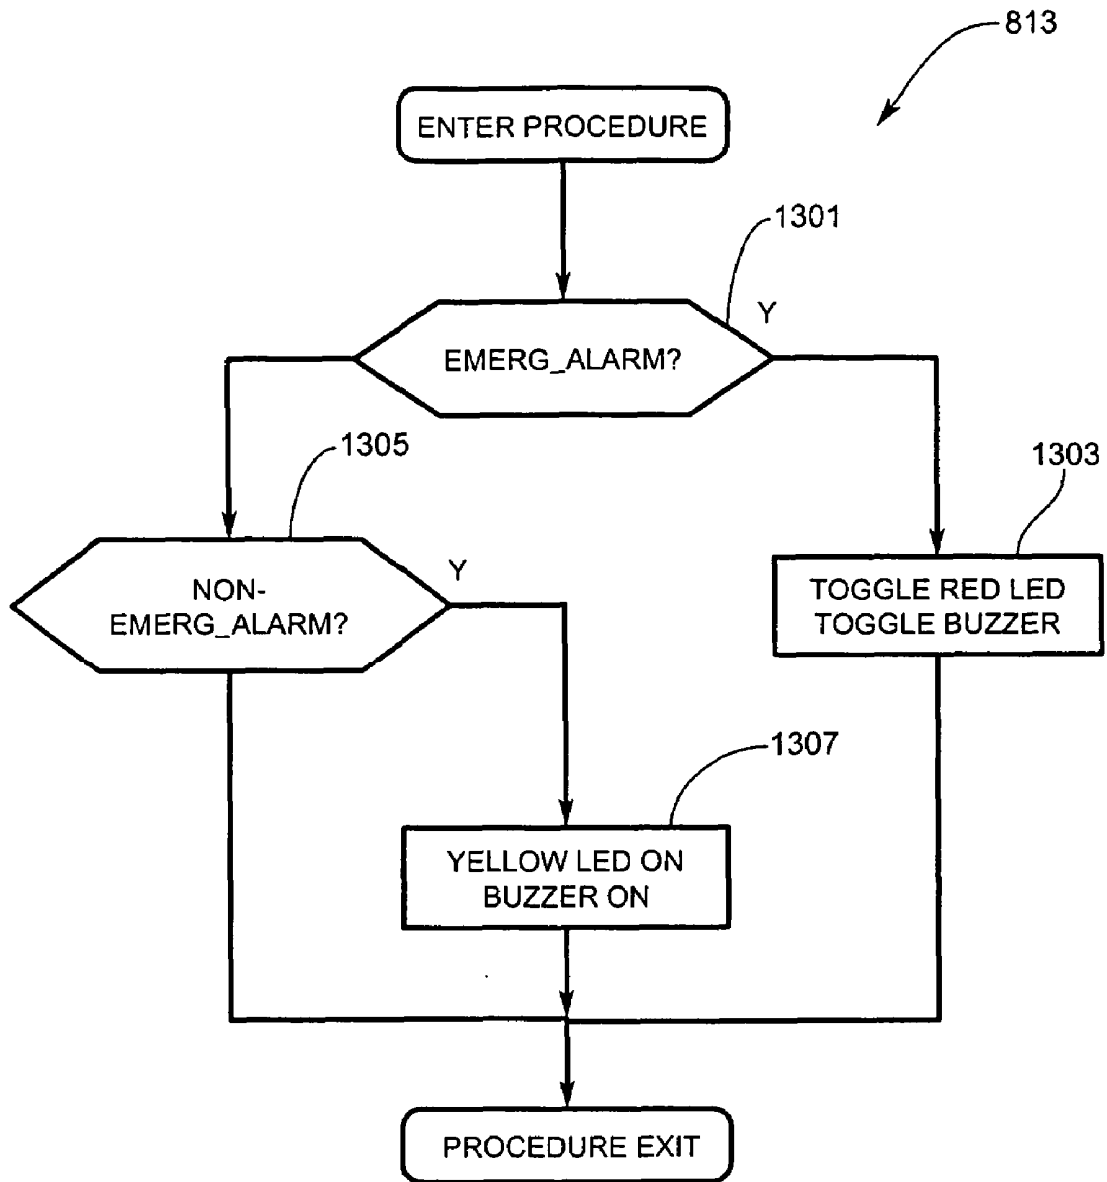 813
ENTER PROCEDURE
1301
Y
EMERG_ALARM?
1305
1303
Y
NON-
EMERG_ALARM?
TOGGLE RED LED
TOGGLE BUZZER
1307
YELLOW LED ON
BUZZER ON
PROCEDURE EXIT